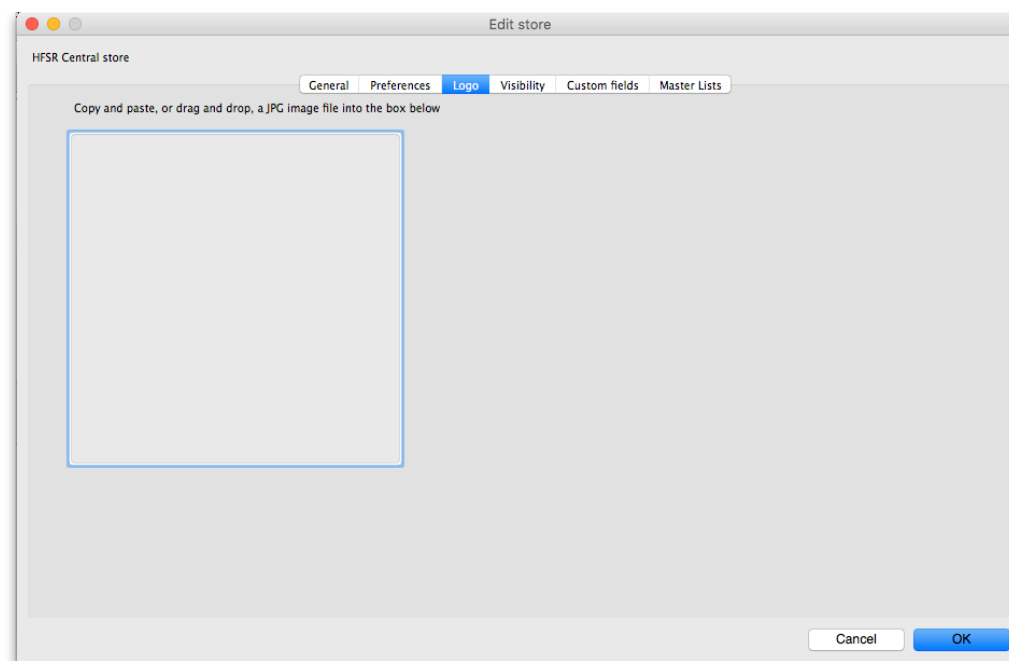 Edit store
HFSR Central store
General Preferences Logo Visibility Custom fields Master Lists
Copy and paste, or drag and drop, a JPG image file into the box below
Cancel OK